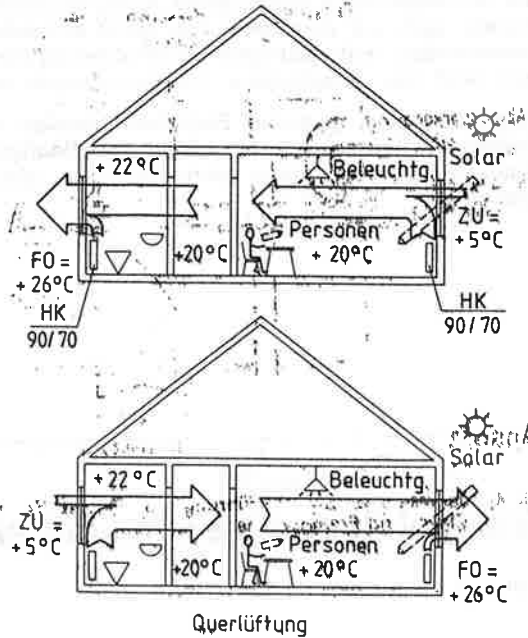 Solar
+ 22°C
Beleuchtg.
ZU =
+ 5°C
Personen
+20°C
+ 20°C
FO =
+ 26°C
HK
90/70
HK
90/70
Solar
+ 22°C
Beleuchtg.
ZU =
+ 5°C
Personen
+20°C
+ 20°C
FO =
+ 26°C
Querlüftung